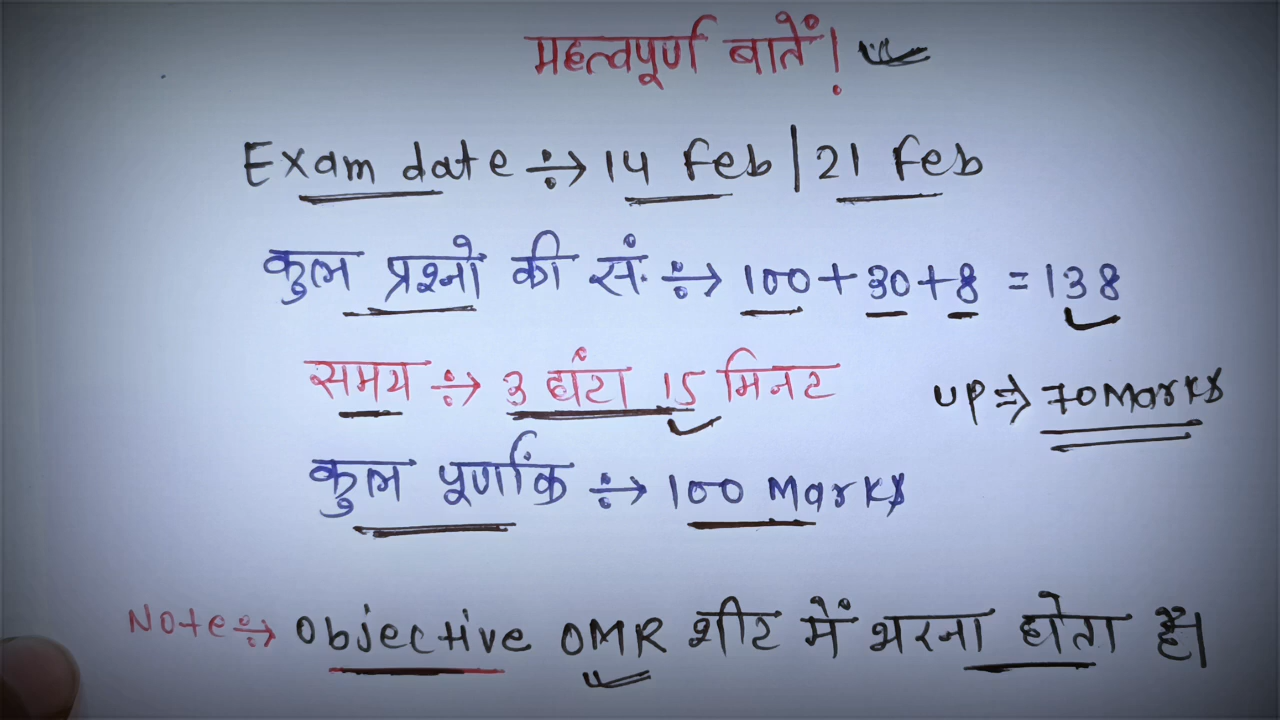 महत्वपूर्ण बातें!
Exam date ÷→ 14 Feb | 21 Feb
कुल प्रश्नो की सं. ÷→ 100+30+8 = 138
समय ÷→ 3 घंटा 15 मिनट
UP ⇒ 70 Marks
कुल पूर्णांक ÷→ 100 Marks
Note ÷→ Objective OMR शीट में भरना होता है।